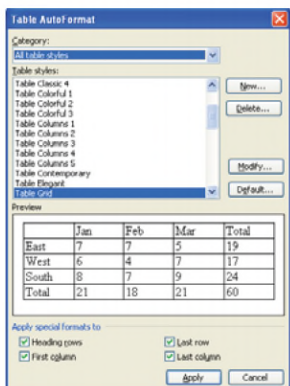 Table AutoFormat
Category:
All table styles
Table styles:
Table Classic 4
Table Colorful 1
Table Colorful 2
Table Colorful 3
Table Columns 1
Table Columns 2
Table Columns 3
Table Columns 4
Table Columns 5
Table Contemporary
Table Elegant
Table Grid
New...
Delete...
Modify...
Default...
Preview
Jan Feb Mar Total
East 7 7 5 19
West 6 4 7 17
South 8 7 9 24
Total 21 18 21 60
Apply special formats to
Heading rows Last row
First column Last column
Apply Cancel